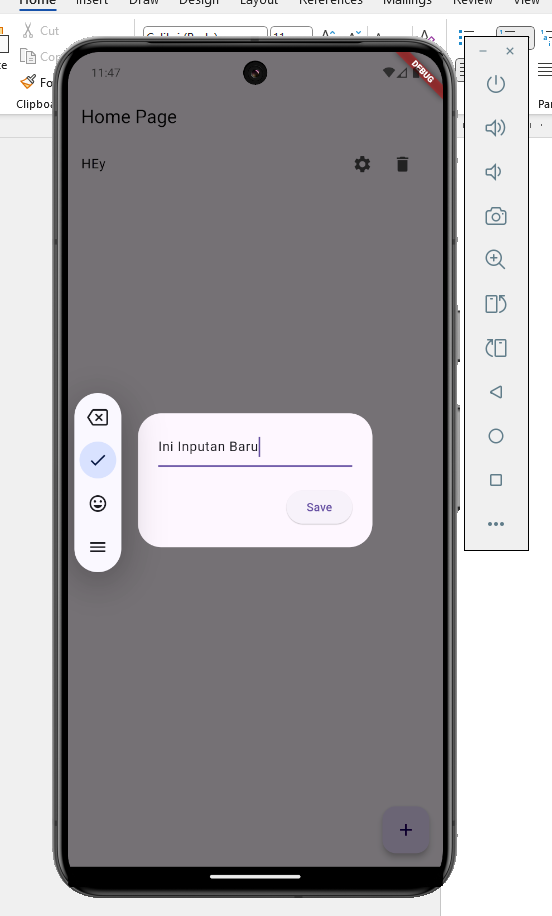 Home Insert Draw Design Layout References Mailings Review View
Cut
11:47
DEBUG
Home Page
HEy
Ini Inputan Baru
Save